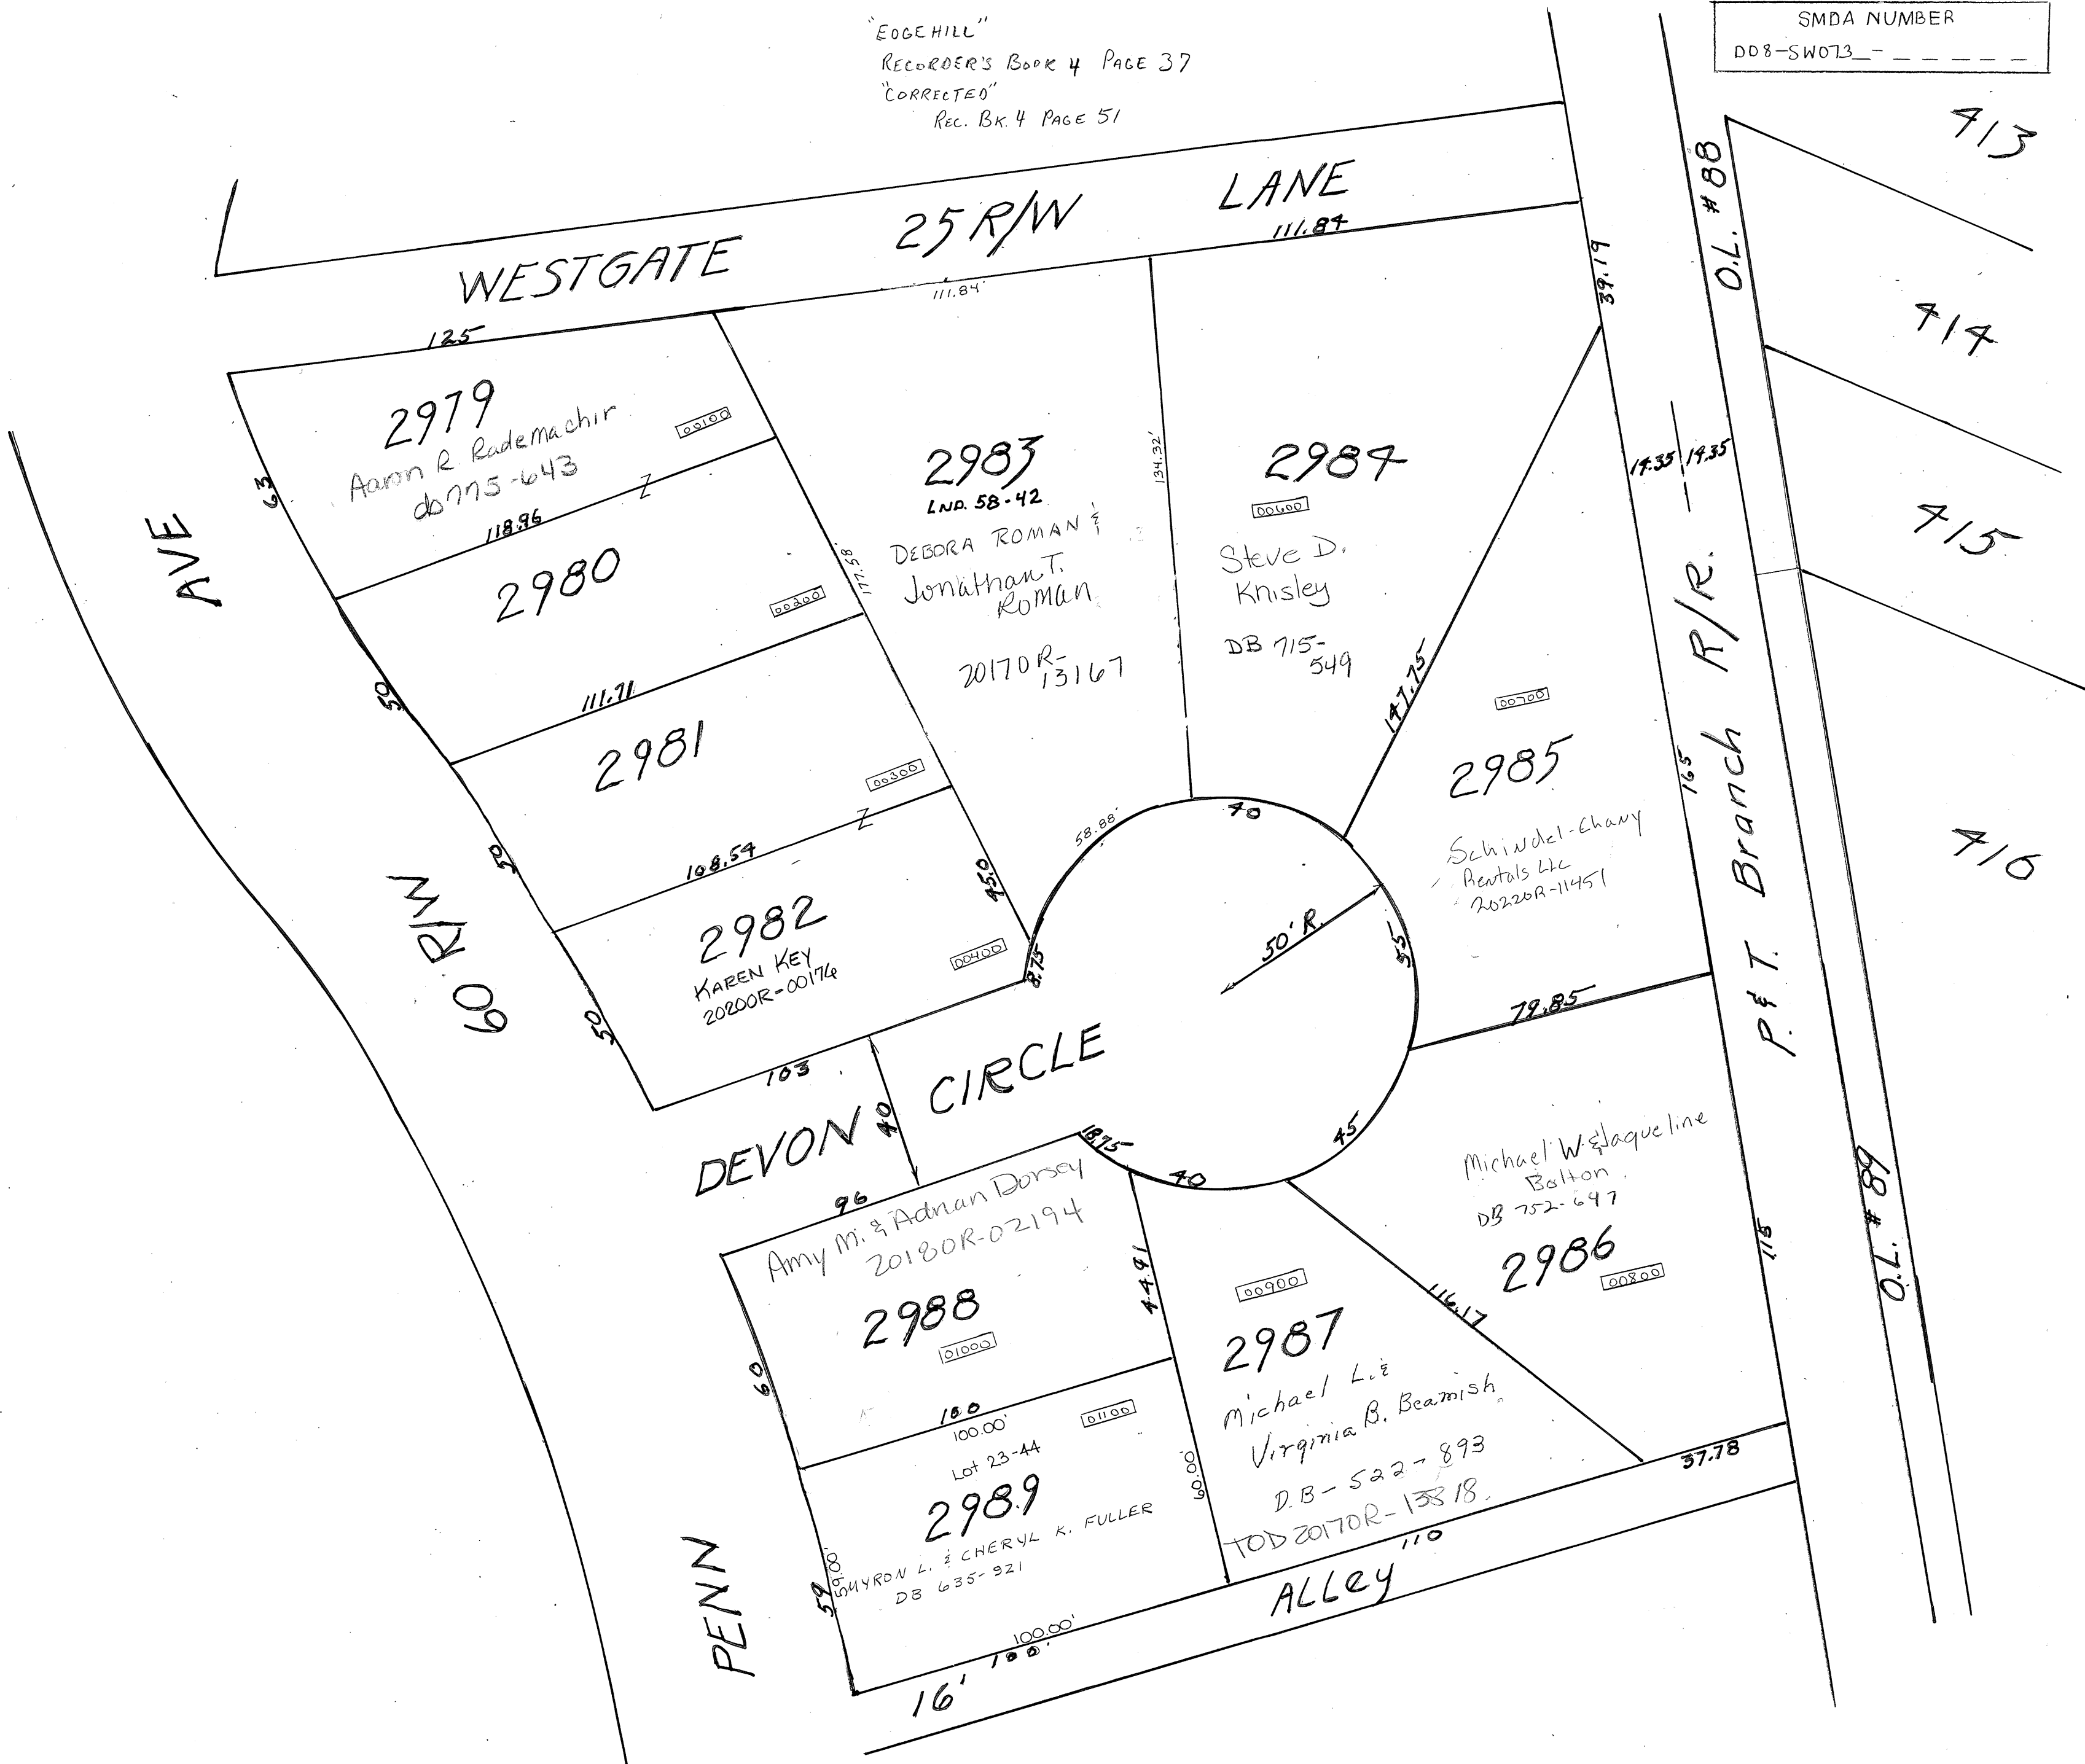 "EDGEHILL"
RECORDER'S BOOK 4 PAGE 37
"CORRECTED"
REC. BK. 4 PAGE 51
SMDA NUMBER
D08-SW073_-_ _ _ _ _
413
414
415
416
O.L. #88
O.L. #89
WESTGATE 25 R/W LANE
125
111.84'
111.84
39.19
14.35 14.35
P. & T. Branch R/R.
165
115
AVE
60 R/W
PENN
63
2979
Aaron R. Rademachir
db775-643
00100
118.96
Z
2980
00200
50
111.71
2981
00300
50
108.54
Z
2982
KAREN KEY
20200R-00176
00400
50
103
45.0
8.75
177.58'
2983
LND. 58-42
DEBORA ROMAN &
Jonathan T.
ROMAN
20170R-
13167
134.32'
58.88'
2984
00600
Steve D.
Knisley
DB 715-
549
147.75
40
00700
2985
Schindel-Chany
Rentals LLC
20220R-11451
50' R.
55
79.85
DEVON CIRCLE
40
96
18.75
40
45
Amy M. & Adnan Dorsey
20180R-02194
2988
01000
60
44.91
100
100.00'
01100
Lot 23-44
2989
MYRON L. & CHERYL K. FULLER
DB 635-921
59
59.00'
60.00'
100.00'
100'
16'
ALLey
00900
2987
Michael L. &
Virginia B. Beamish
D.B-522-893
TOD 20170R-13818
110
116.17
Michael W. & Jaqueline
Bolton
DB 752-697
2986
00800
37.78